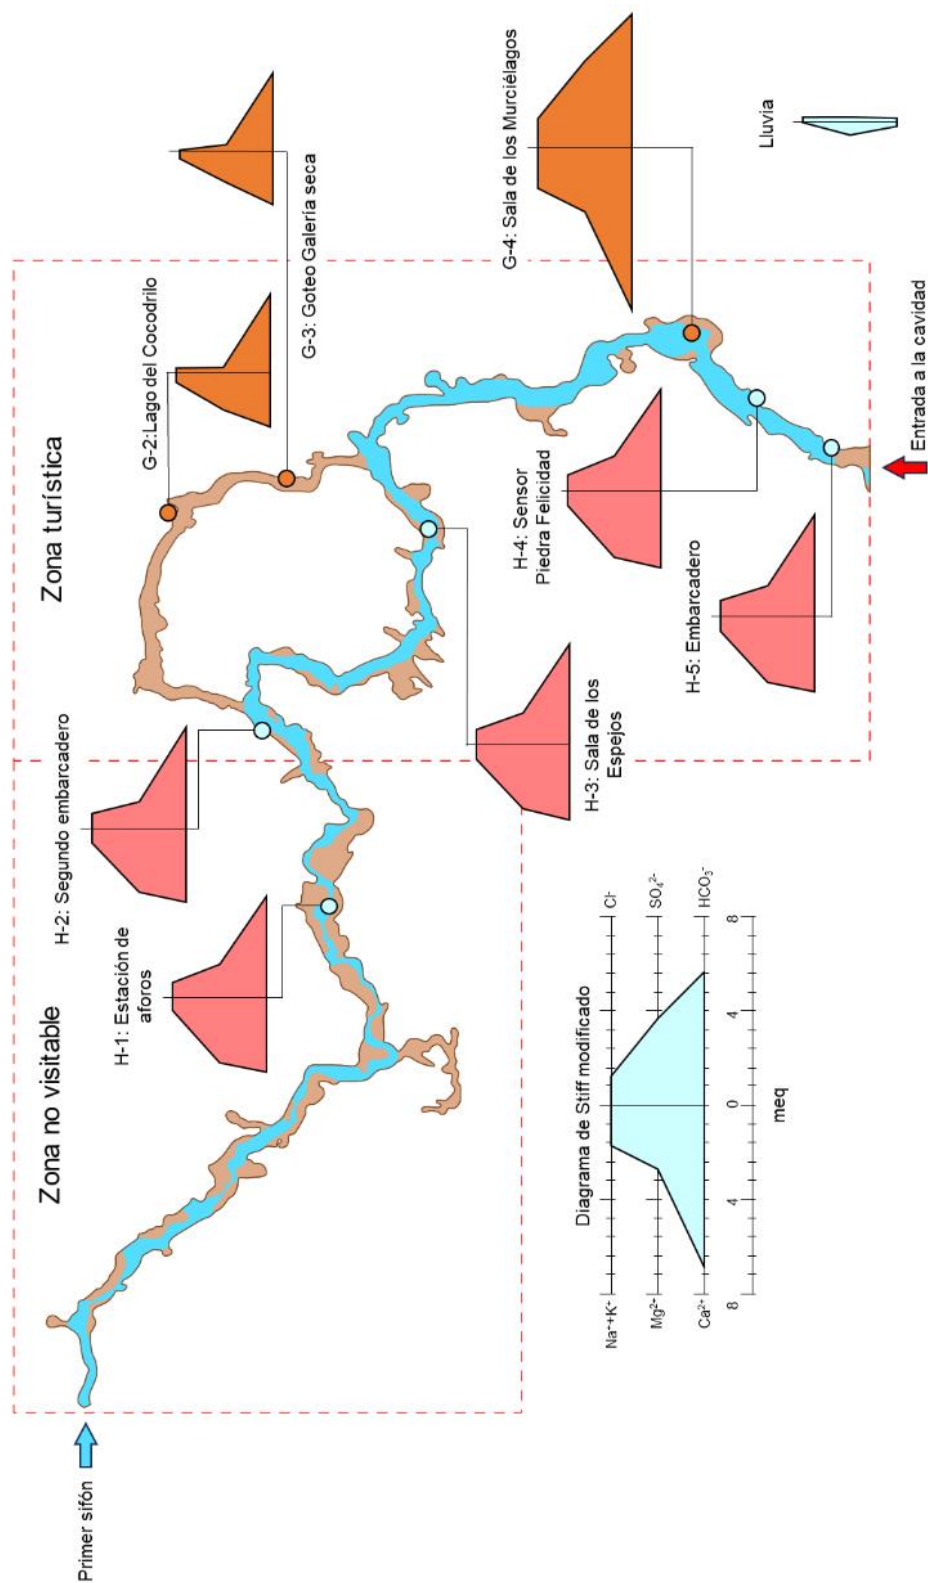 Zona no visitable
Zona turística
Primer sifón
H-1: Estación de
aforos
H-2: Segundo embarcadero
H-3: Sala de los
Espejos
H-4: Sensor
Piedra Felicidad
H-5: Embarcadero
G-2:Lago del Cocodrilo
G-3: Goteo Galería seca
G-4: Sala de los Murciélagos
Lluvia
Entrada a la cavidad
Diagrama de Stiff modificado
Na⁺+K⁺ Cl⁻
Mg²⁺ SO₄²⁻
Ca²⁺ HCO₃⁻
8 4 0 4 8
meq